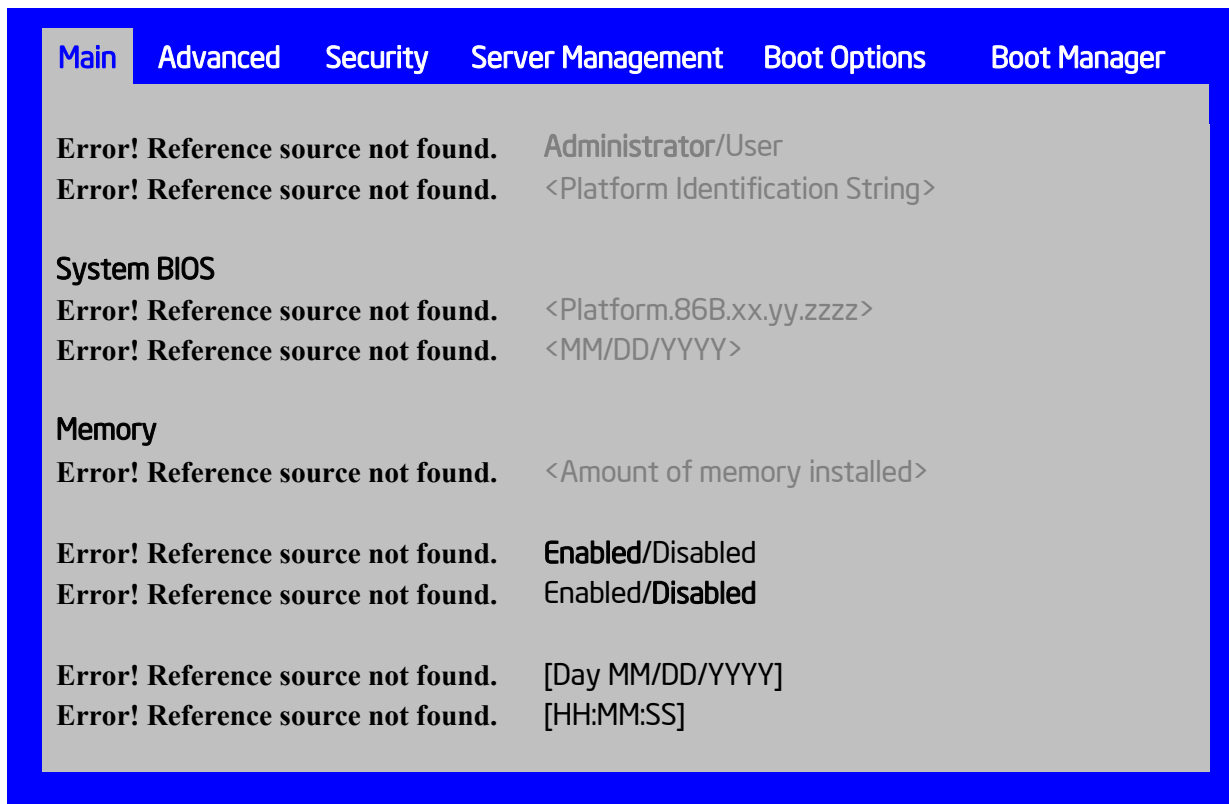 Main Advanced Security Server Management Boot Options Boot Manager
Error! Reference source not found. Administrator/User
Error! Reference source not found. <Platform Identification String>
System BIOS
Error! Reference source not found. <Platform.86B.xx.yy.zzzz>
Error! Reference source not found. <MM/DD/YYYY>
Memory
Error! Reference source not found. <Amount of memory installed>
Error! Reference source not found. Enabled/Disabled
Error! Reference source not found. Enabled/Disabled
Error! Reference source not found. [Day MM/DD/YYYY]
Error! Reference source not found. [HH:MM:SS]